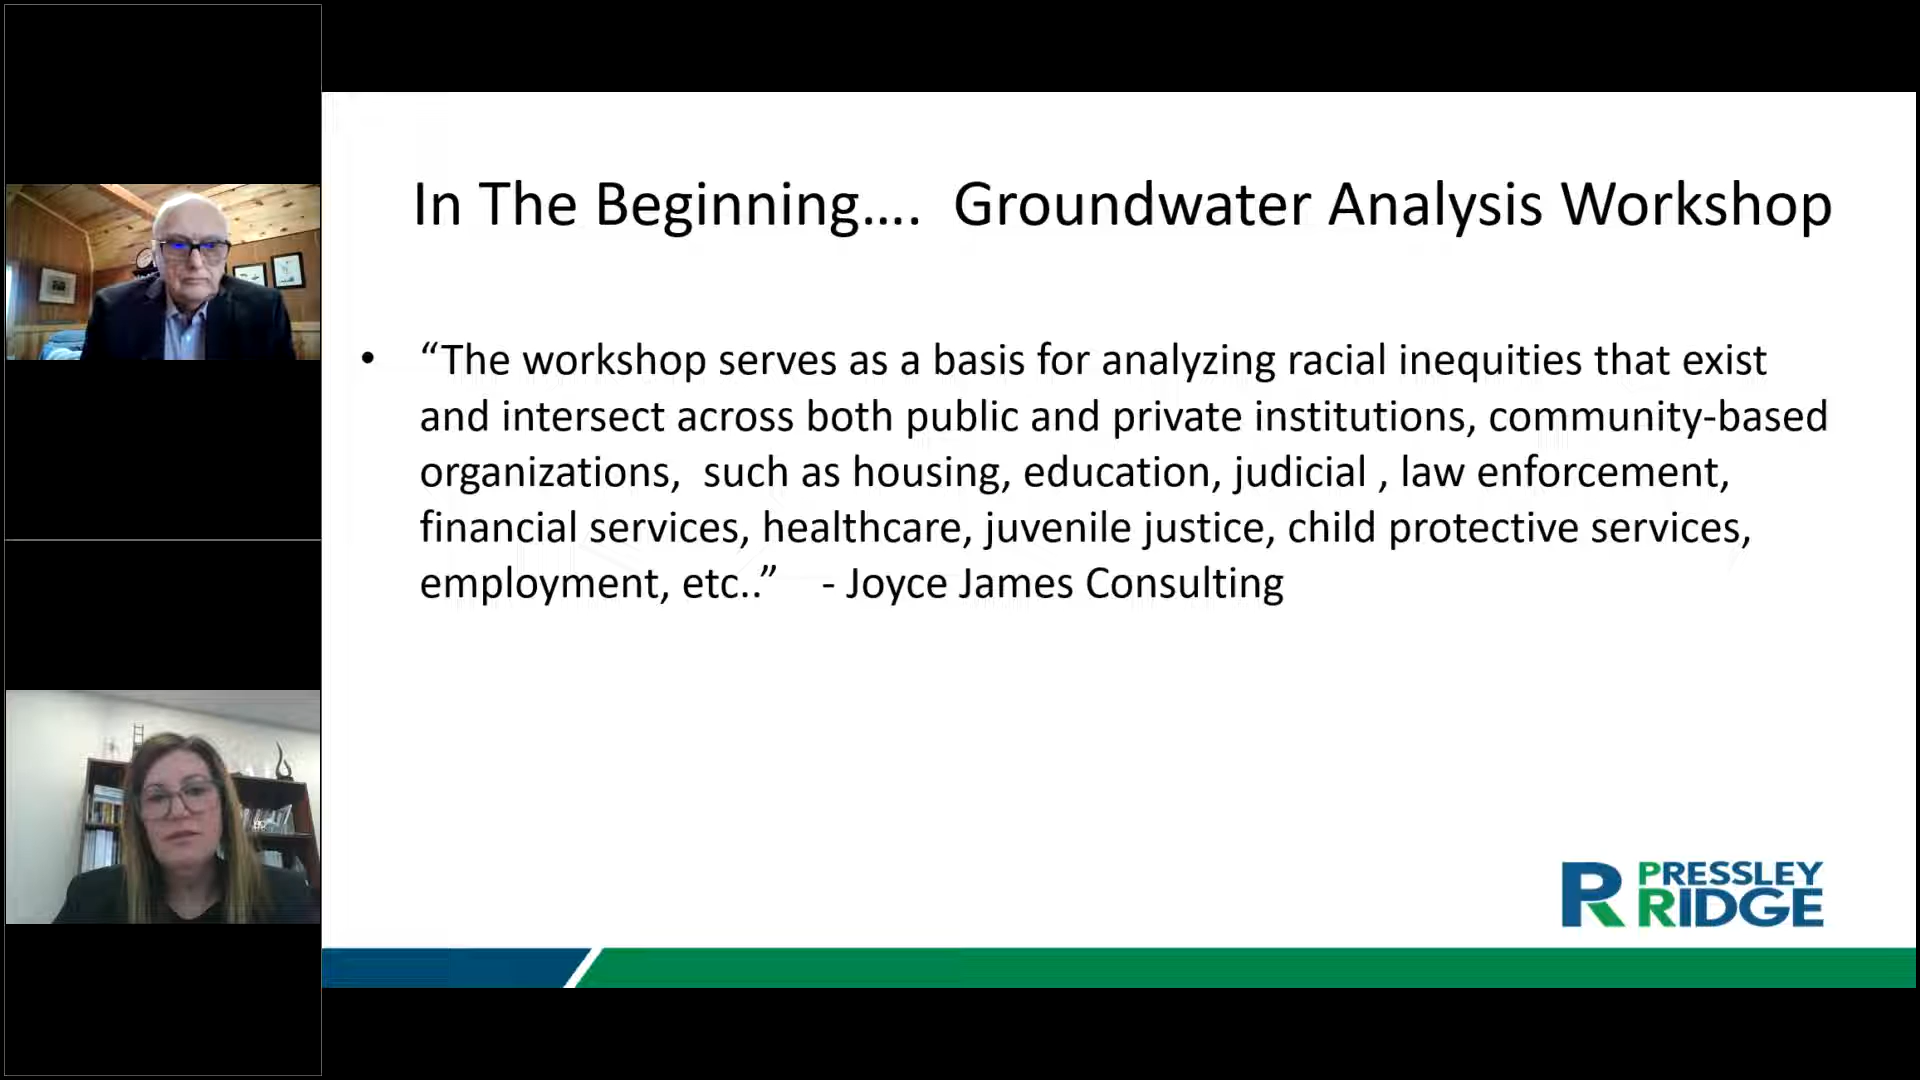 In The Beginning.... Groundwater Analysis Workshop
• “The workshop serves as a basis for analyzing racial inequities that exist
and intersect across both public and private institutions, community-based
organizations, such as housing, education, judicial , law enforcement,
financial services, healthcare, juvenile justice, child protective services,
employment, etc..” - Joyce James Consulting
PRESSLEY
RIDGE